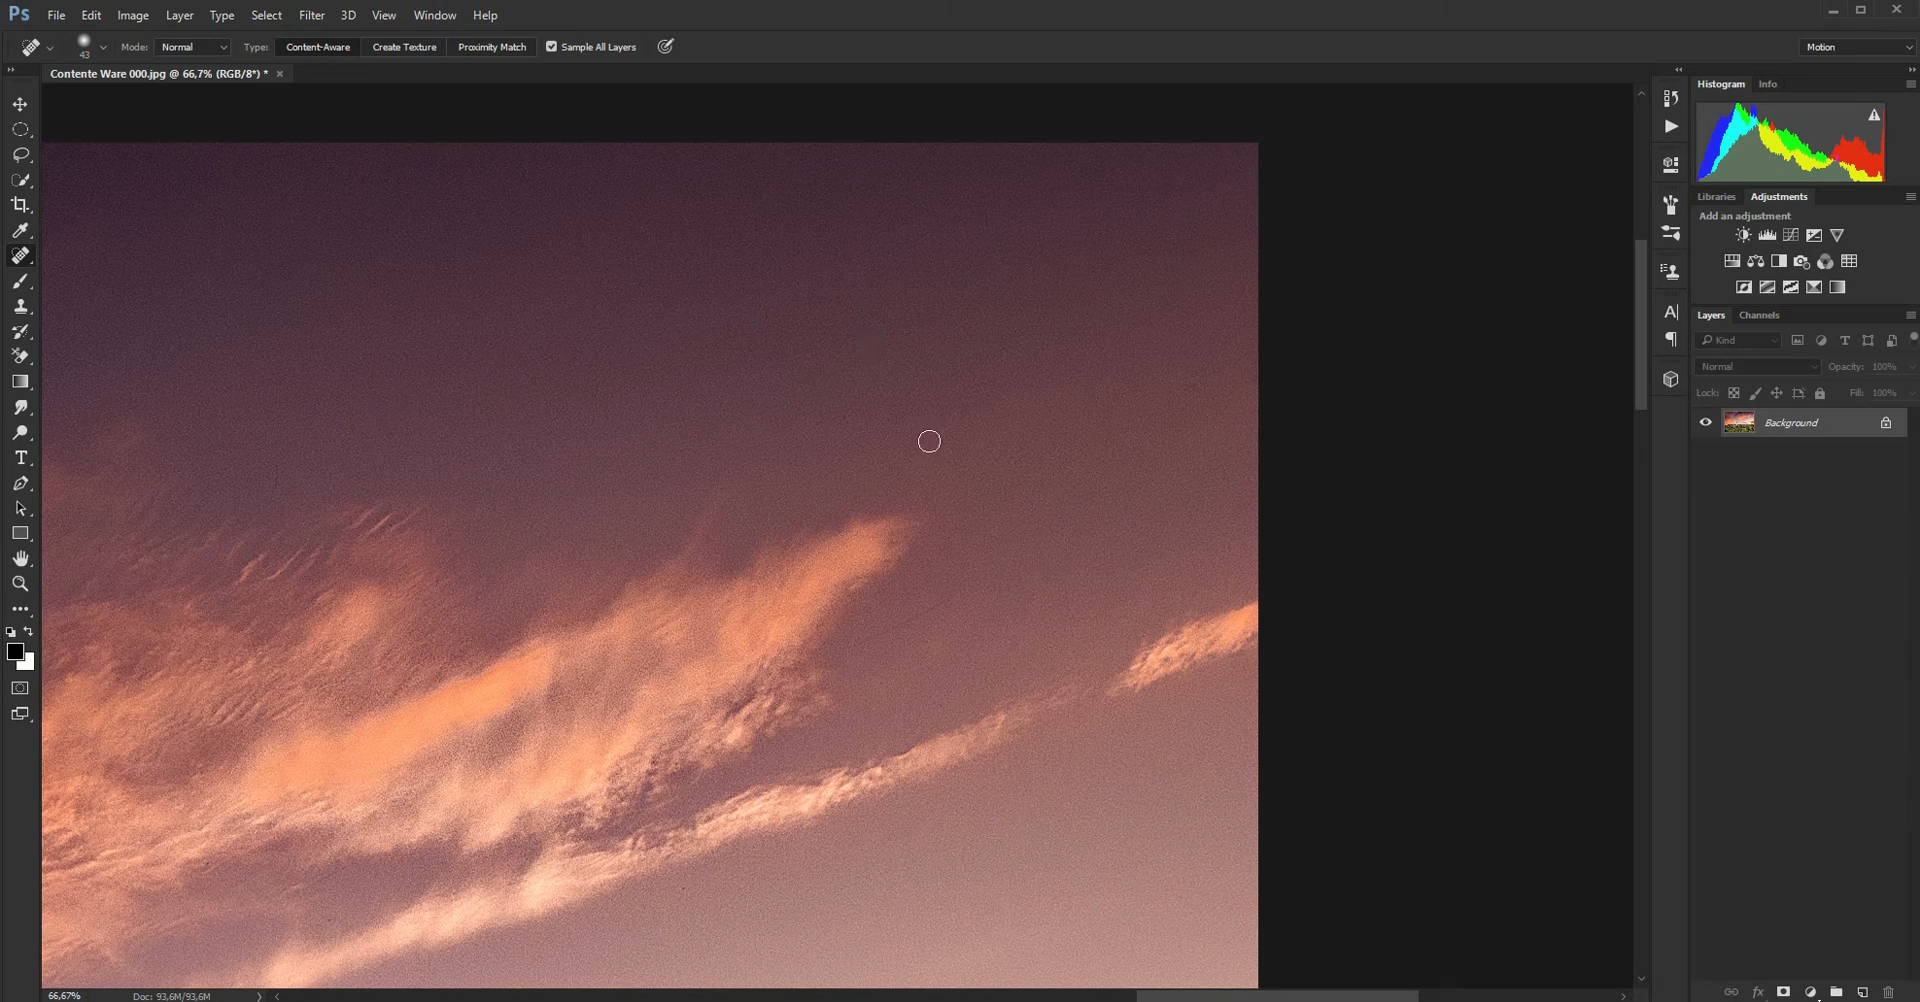 Ps File Edit Image Layer Type Select Filter 3D View Window Help
43 Mode: Normal Type: Content-Aware Create Texture Proximity Match Sample All Layers Motion
Contente Ware 000.jpg @ 66,7% (RGB/8*) * ×
Histogram Info
Libraries Adjustments
Add an adjustment
Layers Channels
Kind
Normal Opacity: 100%
Lock: Fill: 100%
Background
66,67% Doc: 93,6M/93,6M